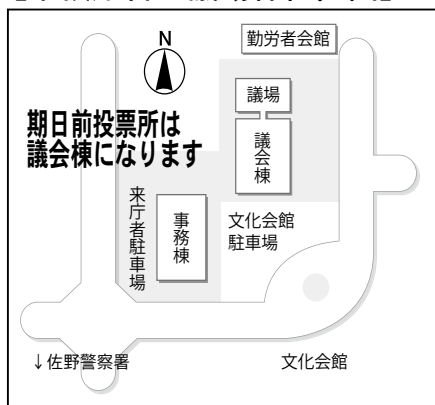 N
勤労者会館
議場
期日前投票所は
議会棟になります
議会棟
来庁者駐車場
事務棟
文化会館
駐車場
↓佐野警察署
文化会館